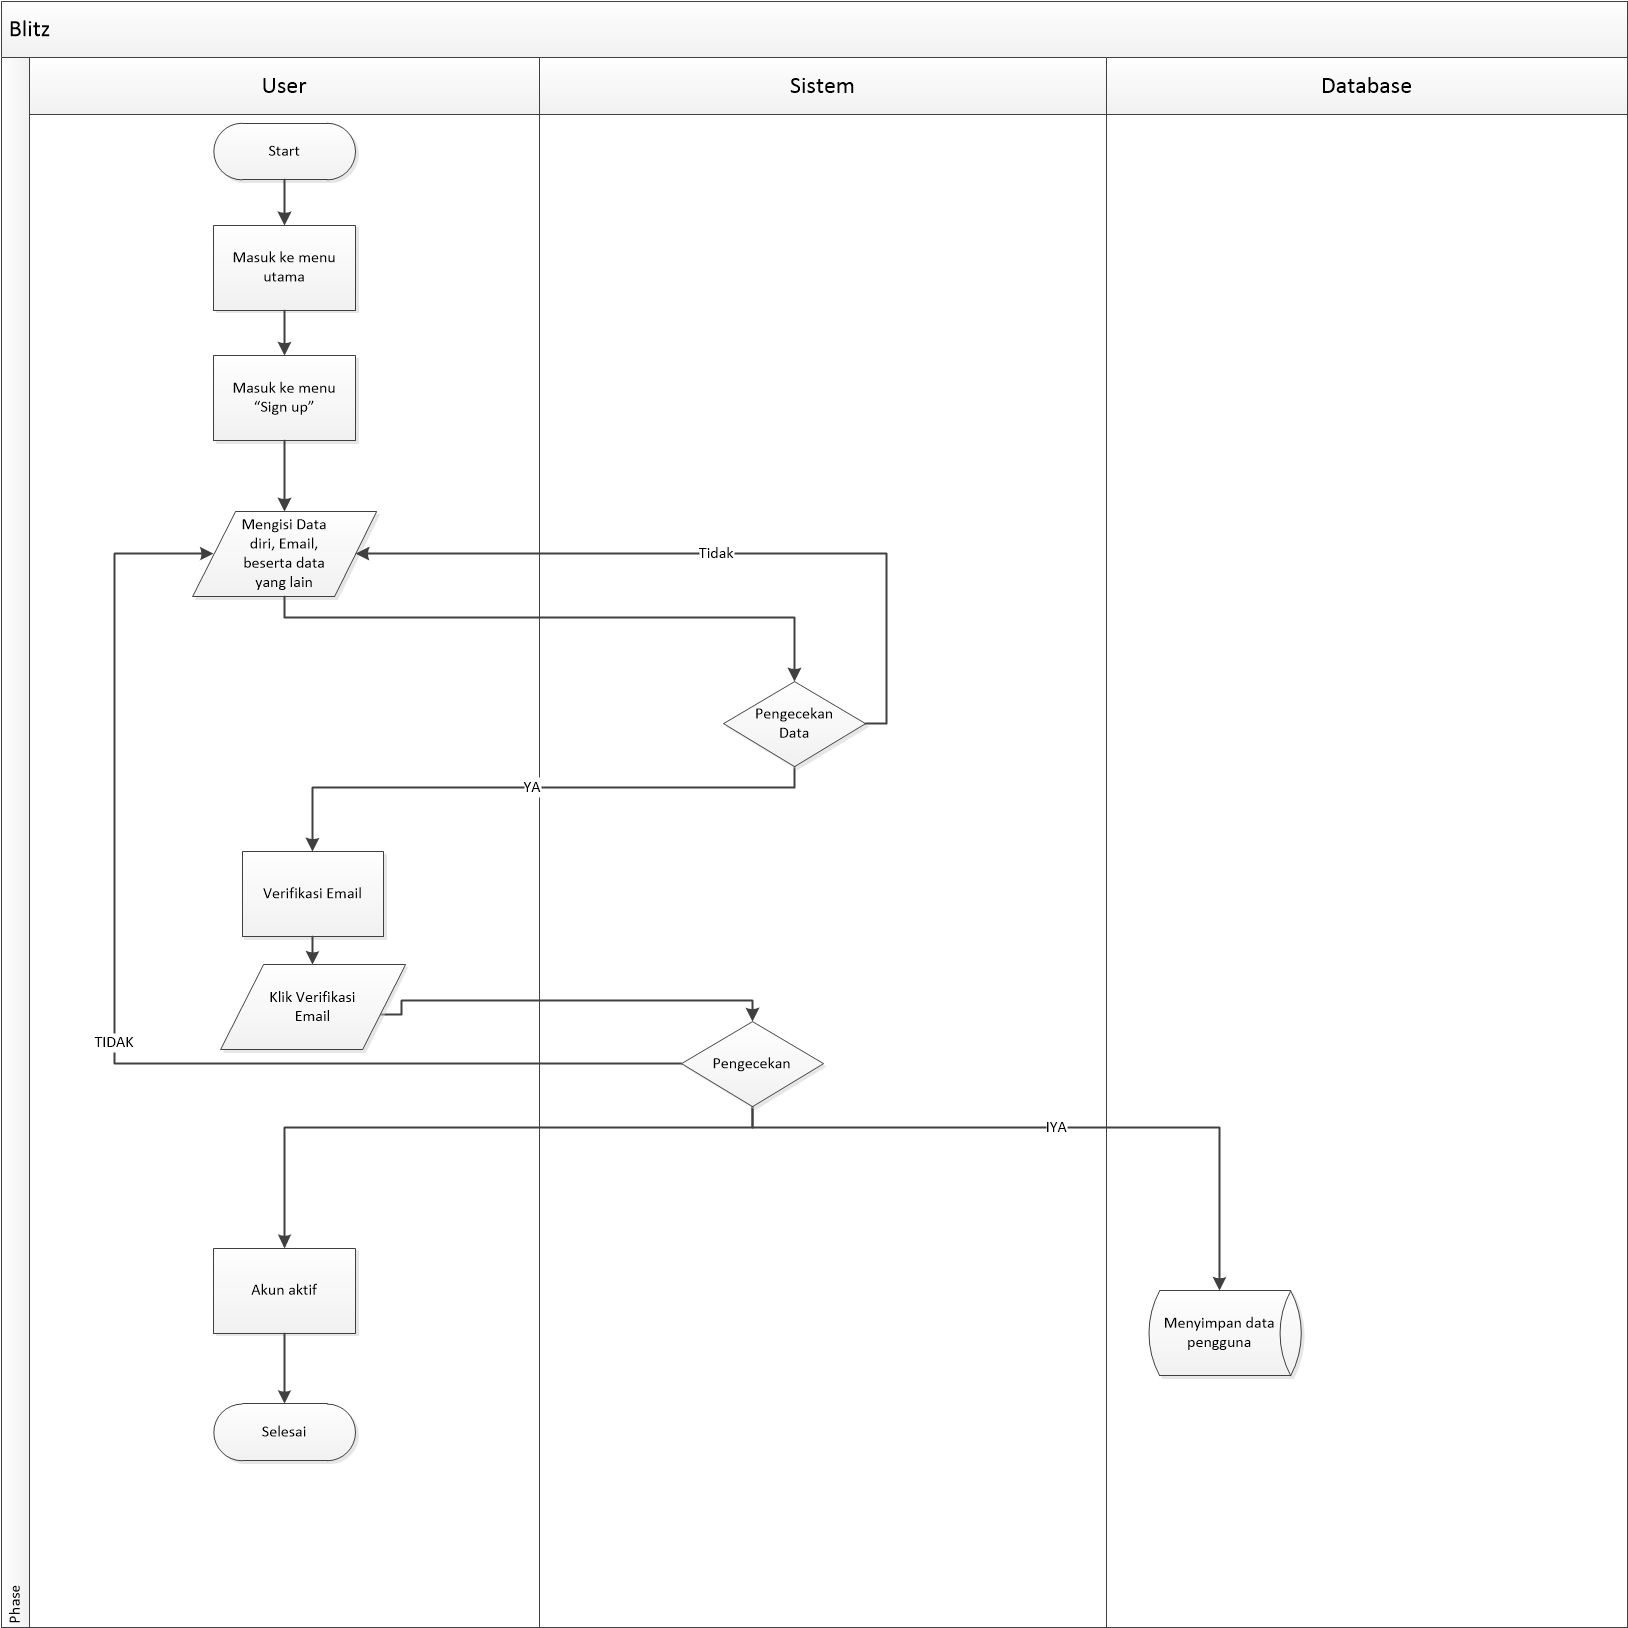 Blitz
User
Sistem
Database
Start
Masuk ke menu
utama
Masuk ke menu
“Sign up”
Mengisi Data
diri, Email,
beserta data
yang lain
Tidak
Pengecekan
Data
YA
Verifikasi Email
Klik Verifikasi
Email
TIDAK
Pengecekan
IYA
Akun aktif
Menyimpan data
pengguna
Selesai
Phase